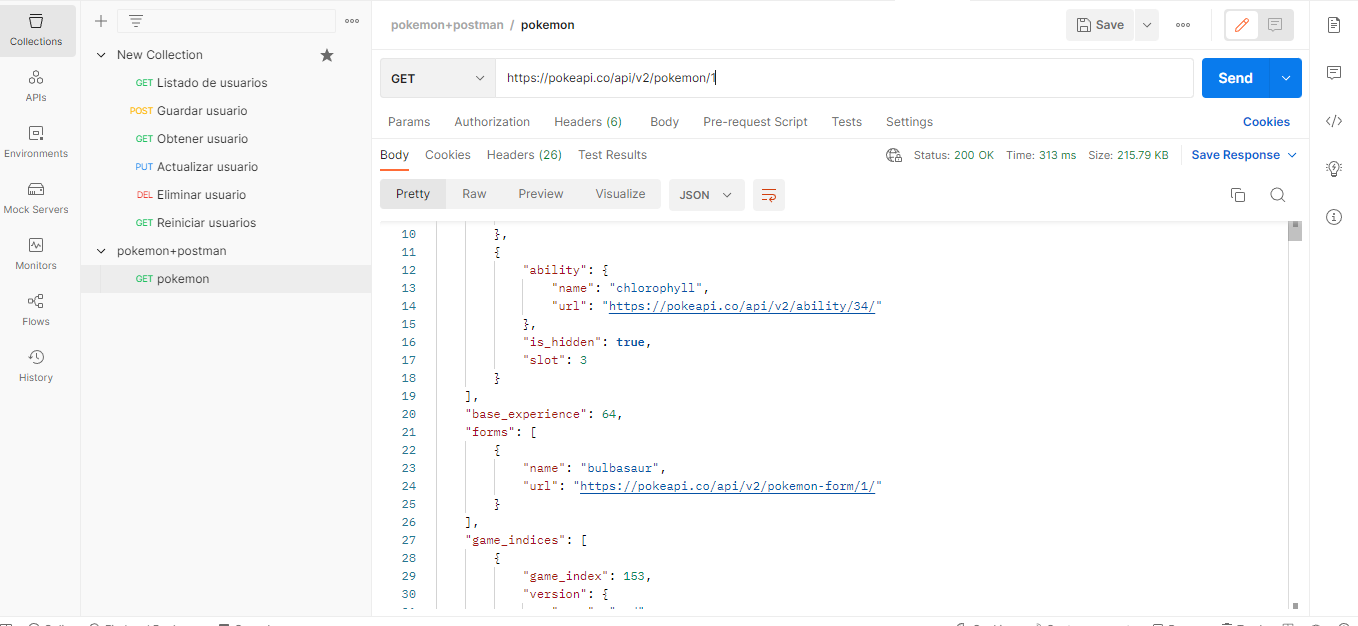 Collections
APIs
Environments
Mock Servers
Monitors
Flows
History
New Collection
GET Listado de usuarios
POST Guardar usuario
GET Obtener usuario
PUT Actualizar usuario
DEL Eliminar usuario
GET Reiniciar usuarios
pokemon+postman
GET pokemon
pokemon+postman / pokemon
Save
GET
https://pokeapi.co/api/v2/pokemon/1
Send
Params Authorization Headers (6) Body Pre-request Script Tests Settings Cookies
Body Cookies Headers (26) Test Results
Status: 200 OK Time: 313 ms Size: 215.79 KB Save Response
Pretty Raw Preview Visualize JSON
10 },
11 {
12 "ability": {
13 "name": "chlorophyll",
14 "url": "https://pokeapi.co/api/v2/ability/34/"
15 },
16 "is_hidden": true,
17 "slot": 3
18 }
19 ],
20 "base_experience": 64,
21 "forms": [
22 {
23 "name": "bulbasaur",
24 "url": "https://pokeapi.co/api/v2/pokemon-form/1/"
25 }
26 ],
27 "game_indices": [
28 {
29 "game_index": 153,
30 "version": {